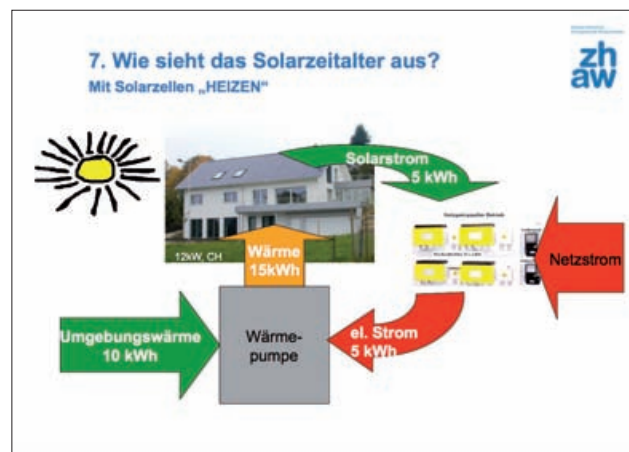 7. Wie sieht das Solarzeitalter aus?
Mit Solarzellen „HEIZEN“
zh
aw
Solarstrom
5 kWh
12kW, CH
Wärme
15kWh
Netzstrom
Umgebungswärme
10 kWh
Wärme-
pumpe
el. Strom
5 kWh